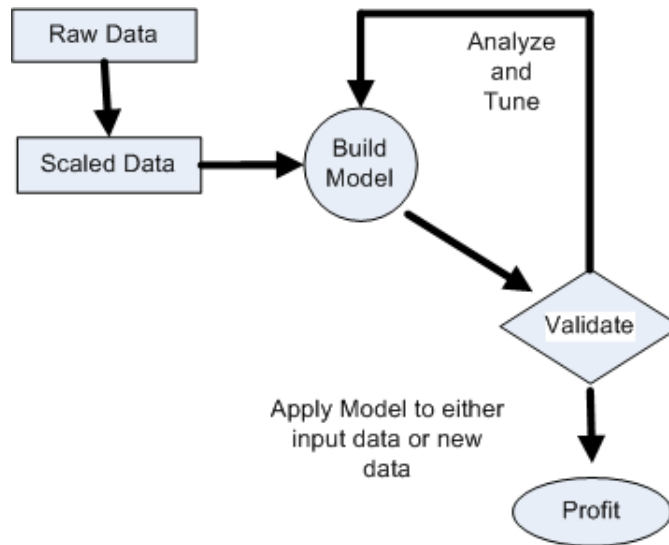 Raw Data
Scaled Data
Build
Model
Analyze
and
Tune
Validate
Apply Model to either
input data or new
data
Profit